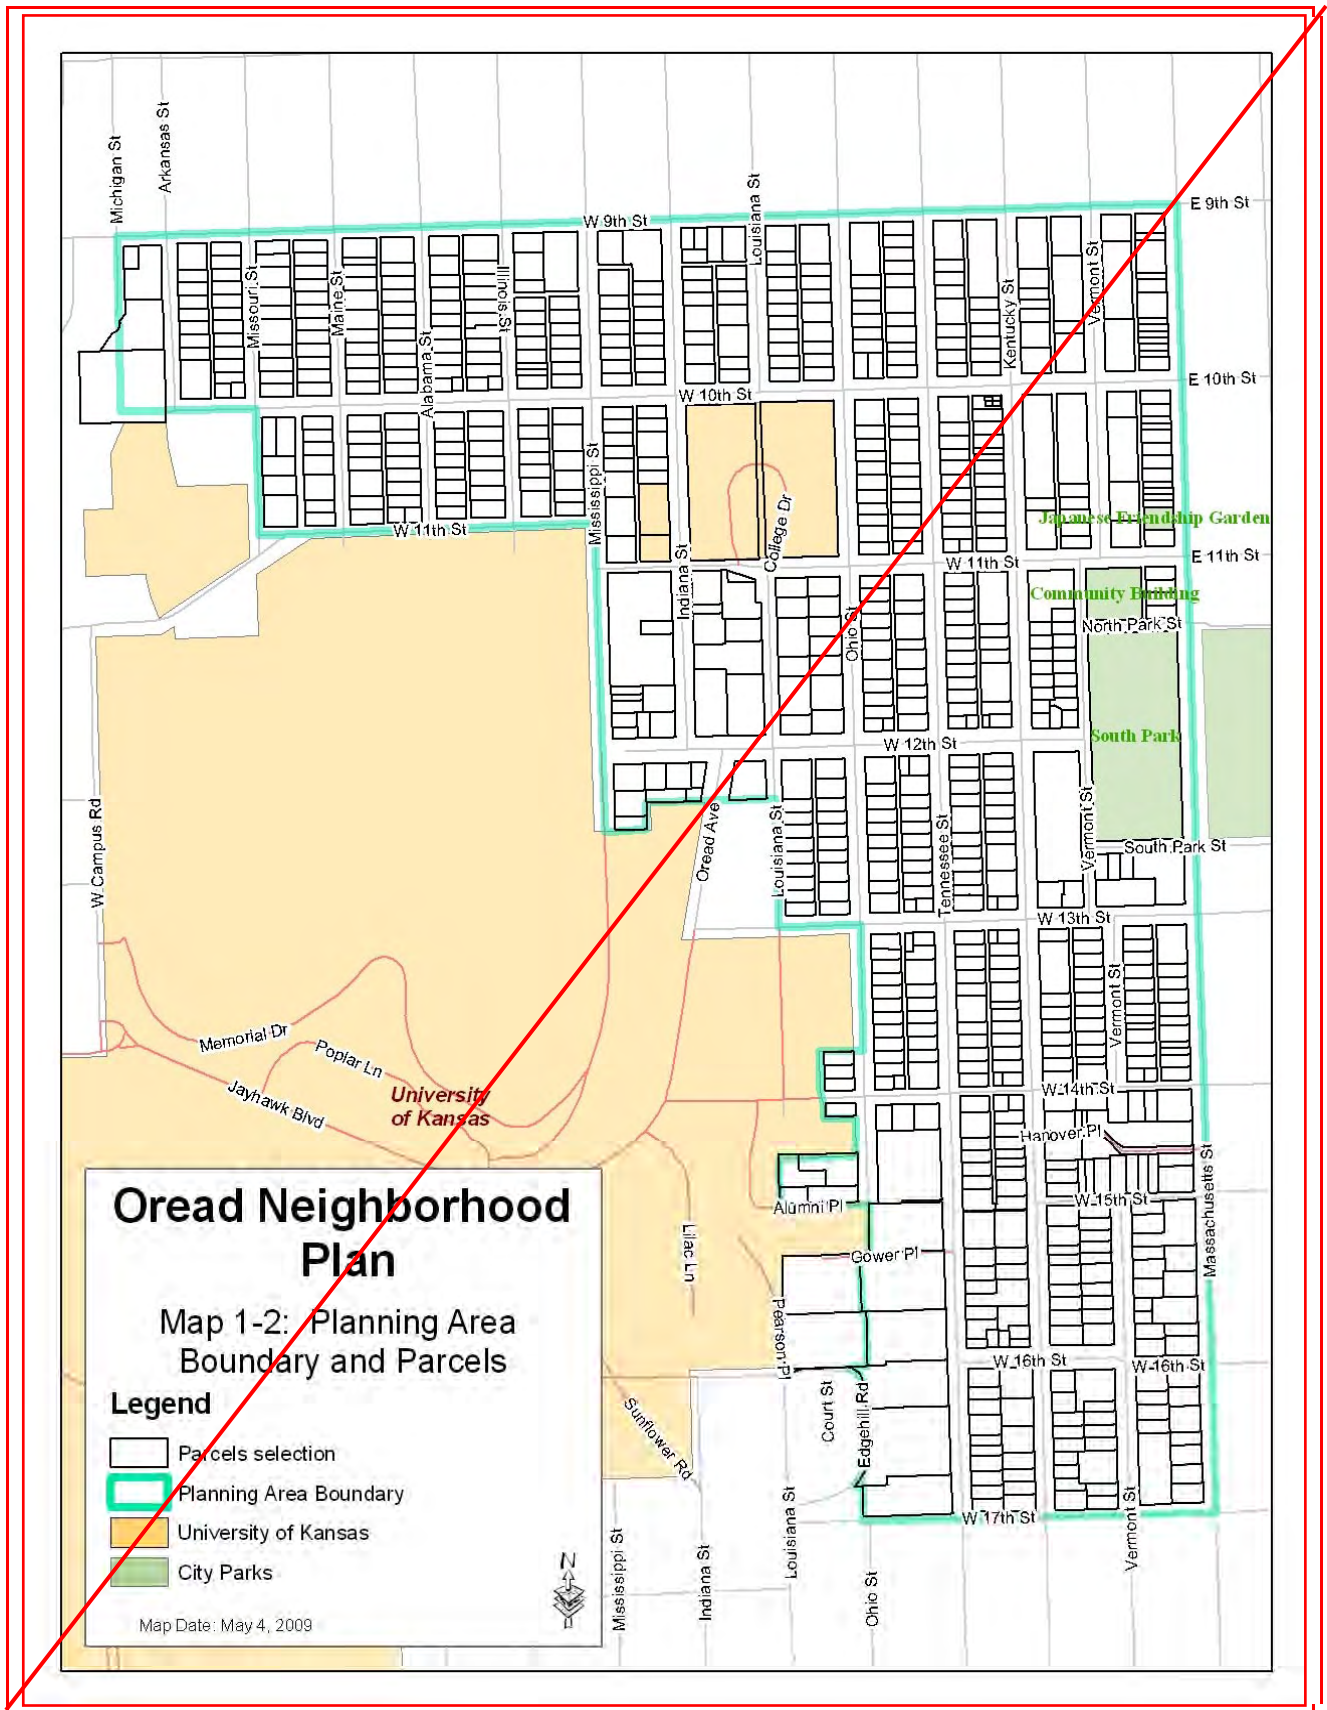 Michigan St
Arkansas St
Louisiana St
W 9th St
E 9th St
Missouri St
Maine St
Alabama St
Illinois St
Kentucky St
Vermont St
W 10th St
E 10th St
Mississippi St
College Dr
Japanese Friendship Garden
W 11th St
W 11th St
E 11th St
Indiana St
Ohio St
Community Building
North Park St
South Park
W 12th St
W Campus Rd
Oread Ave
Louisiana St
Tennessee St
Vermont St
South Park St
W 13th St
Vermont St
Memorial Dr
Poplar Ln
Jayhawk Blvd
University
of Kansas
W 14th St
Hanover Pl
Massachusetts St
W 15th St
Alumni Pl
Gower Pl
Lilac Ln
Pearson Pl
W 16th St
W 16th St
Sunflower Rd
Court St
Edgehill Rd
W 17th St
Mississippi St
Indiana St
Louisiana St
Ohio St
Vermont St
Oread Neighborhood
Plan
Map 1-2: Planning Area
Boundary and Parcels
Legend
Parcels selection
Planning Area Boundary
University of Kansas
City Parks
N
Map Date: May 4, 2009